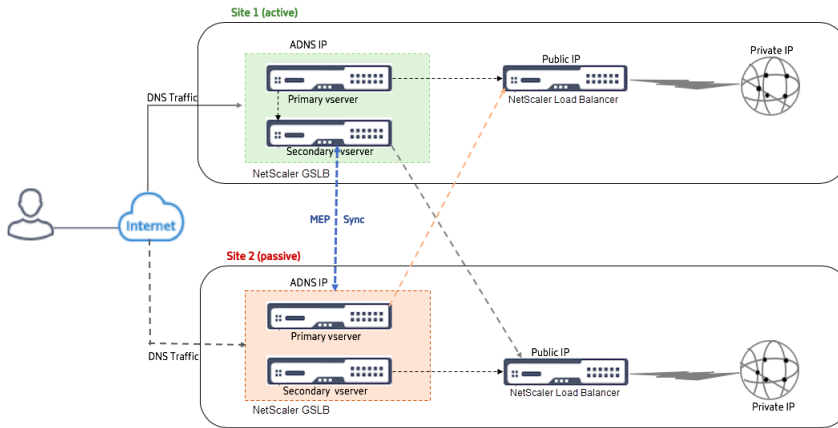 Site 1 (active)
ADNS IP
Primary vserver
Secondary vserver
NetScaler GSLB
Public IP
NetScaler Load Balancer
Private IP
DNS Traffic
Internet
MEP Sync
Site 2 (passive)
ADNS IP
Primary vserver
Secondary vserver
NetScaler GSLB
DNS Traffic
Public IP
NetScaler Load Balancer
Private IP